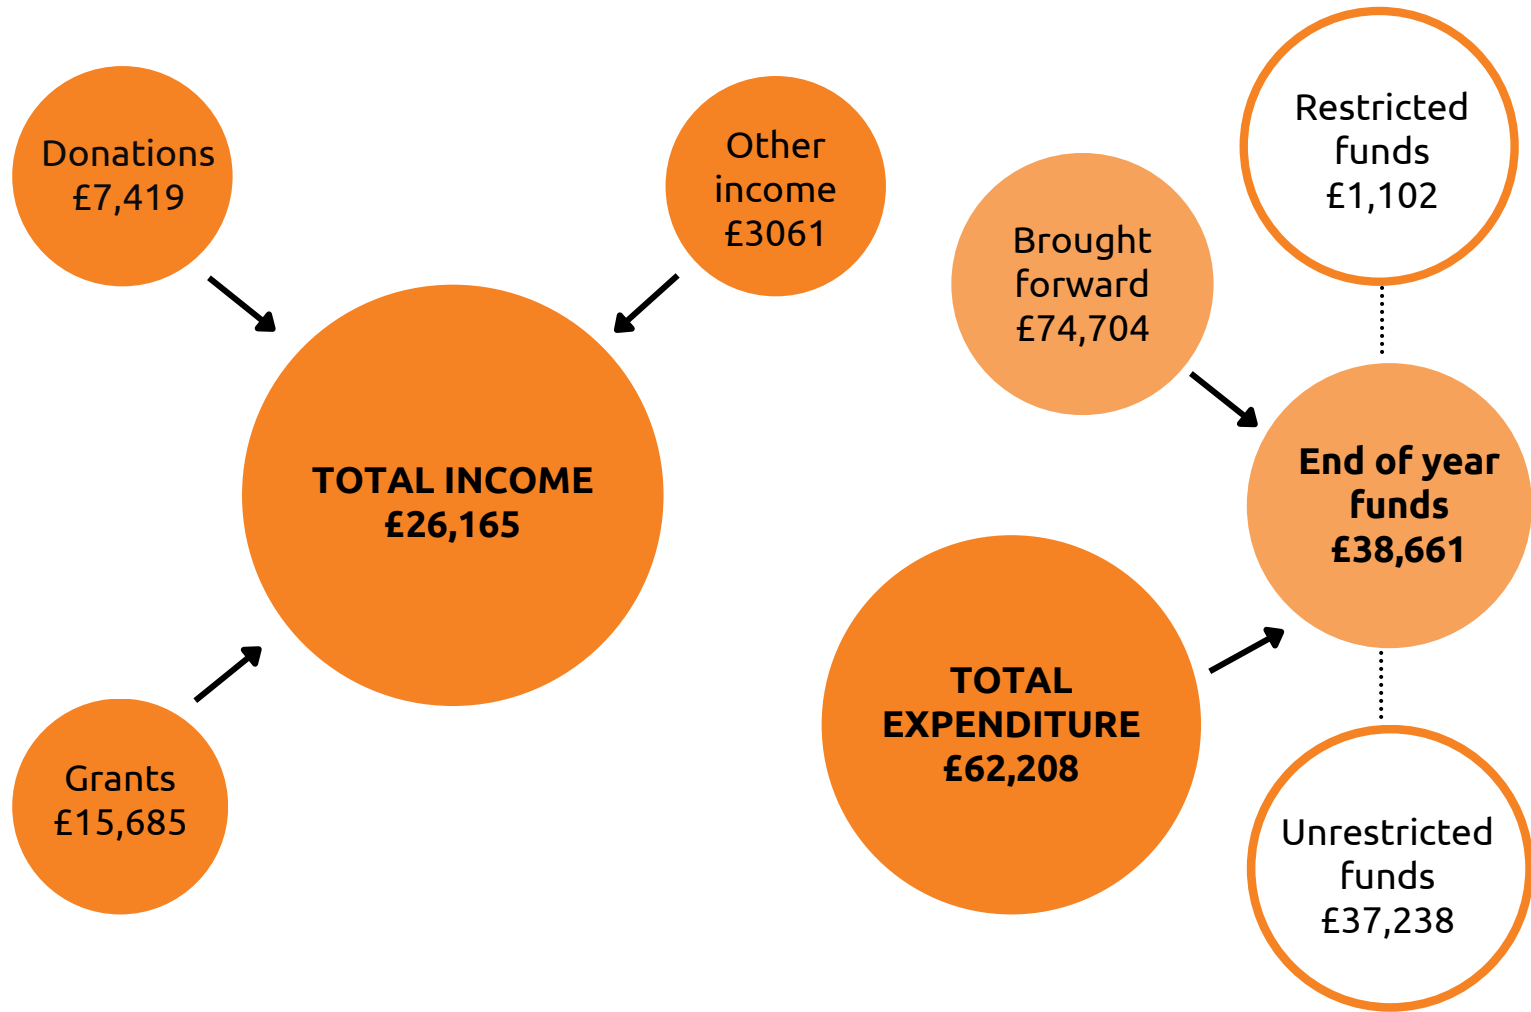 Donations
£7,419
Other
income
£3061
TOTAL INCOME
£26,165
Grants
£15,685
Brought
forward
£74,704
Restricted
funds
£1,102
End of year
funds
£38,661
TOTAL
EXPENDITURE
£62,208
Unrestricted
funds
£37,238